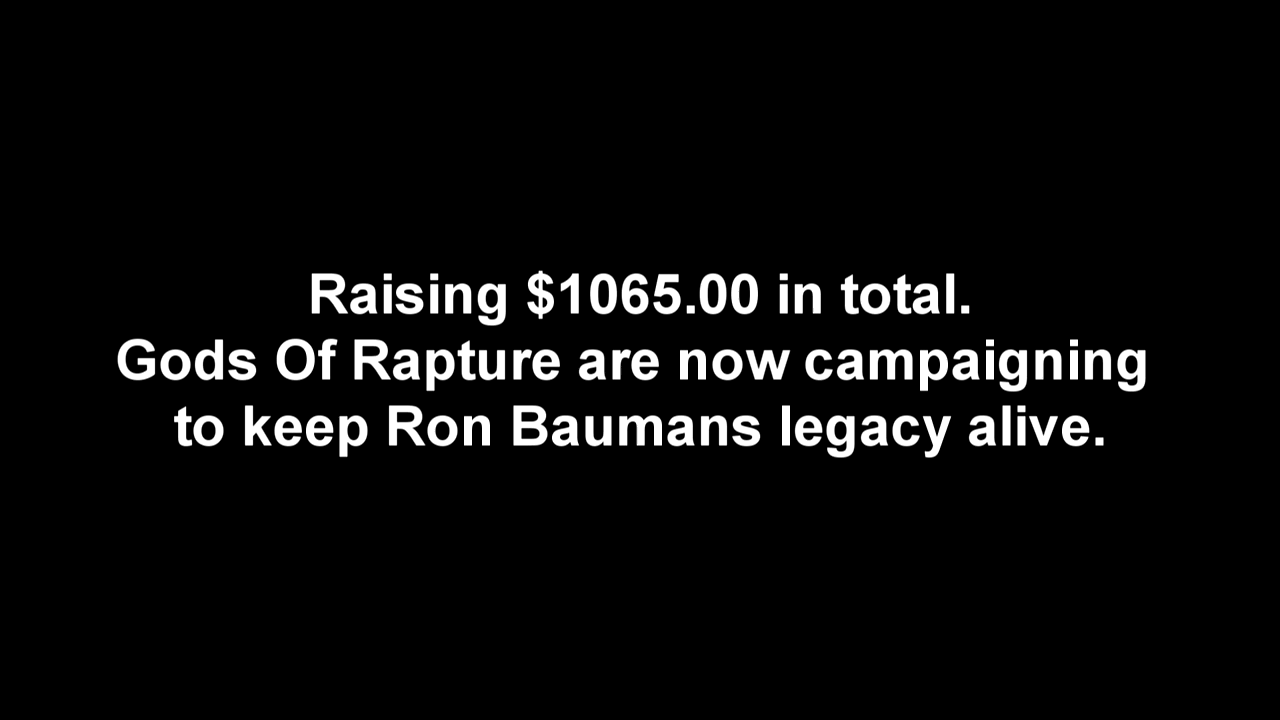 Raising $1065.00 in total.
Gods Of Rapture are now campaigning
to keep Ron Baumans legacy alive.